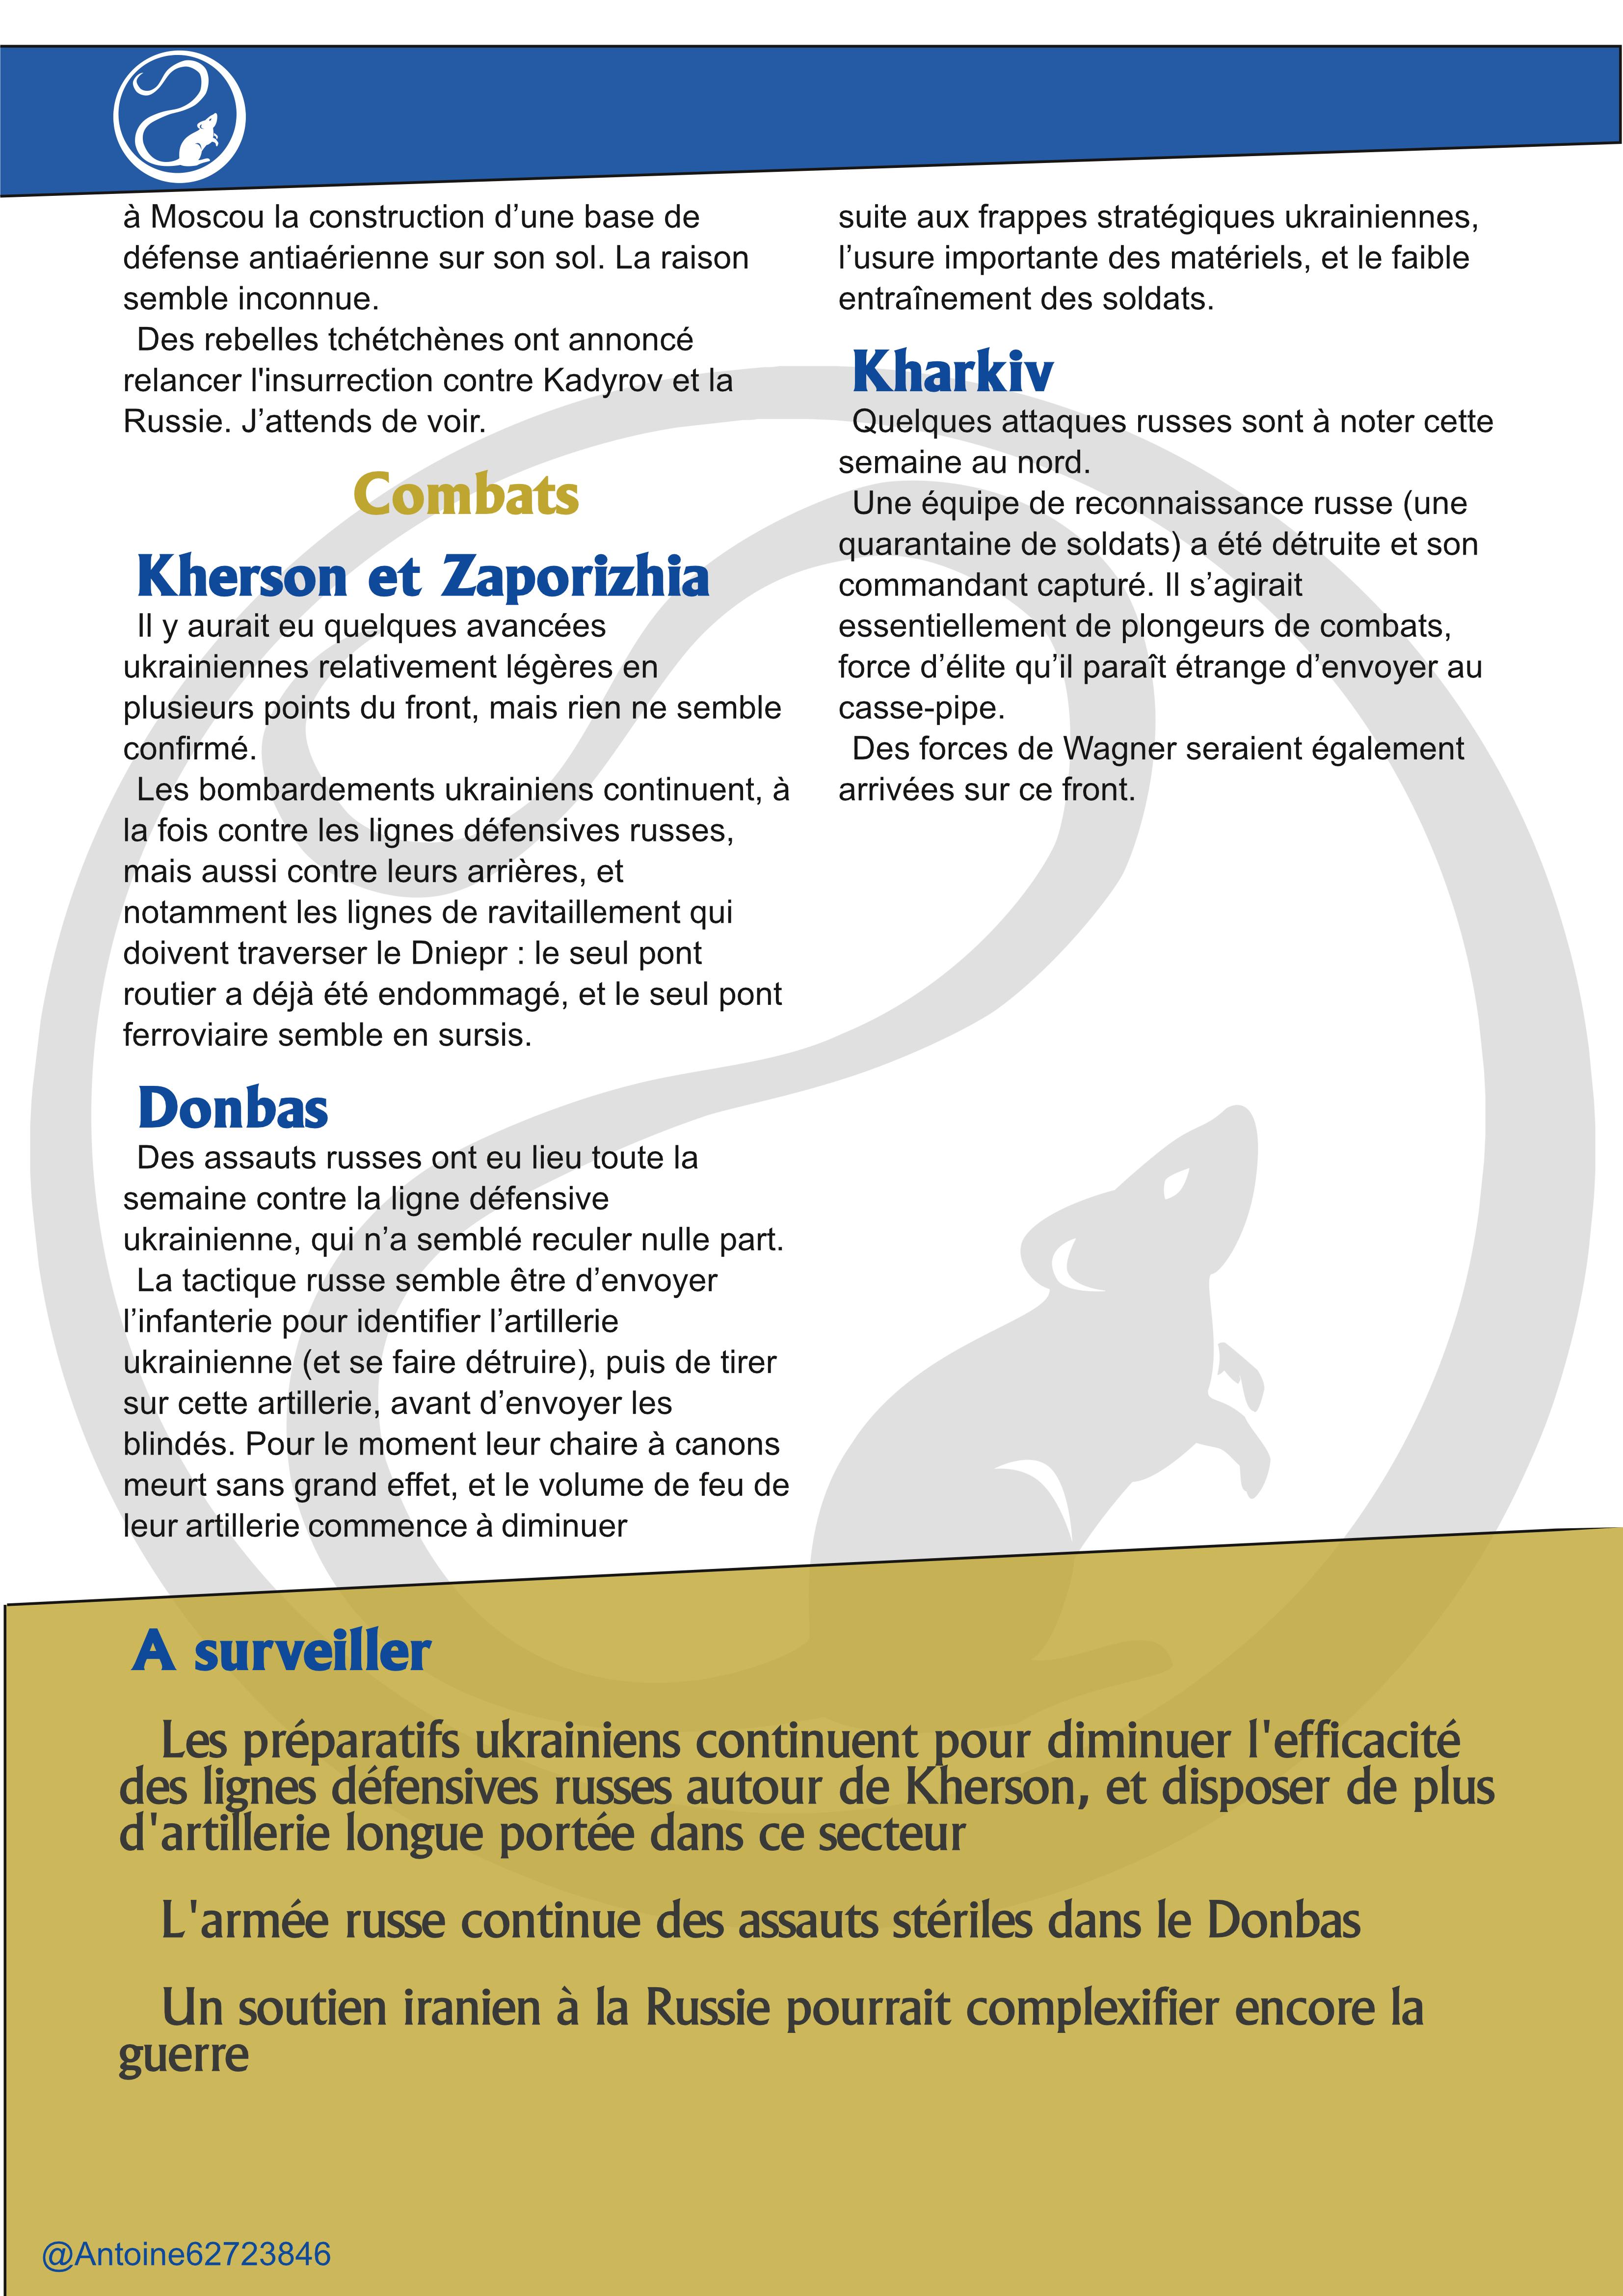 à Moscou la construction d’une base de
défense antiaérienne sur son sol. La raison
semble inconnue.
Des rebelles tchétchènes ont annoncé
relancer l'insurrection contre Kadyrov et la
Russie. J’attends de voir.
Combats
Kherson et Zaporizhia
Il y aurait eu quelques avancées
ukrainiennes relativement légères en
plusieurs points du front, mais rien ne semble
confirmé.
Les bombardements ukrainiens continuent, à
la fois contre les lignes défensives russes,
mais aussi contre leurs arrières, et
notamment les lignes de ravitaillement qui
doivent traverser le Dniepr : le seul pont
routier a déjà été endommagé, et le seul pont
ferroviaire semble en sursis.
Donbas
Des assauts russes ont eu lieu toute la
semaine contre la ligne défensive
ukrainienne, qui n’a semblé reculer nulle part.
La tactique russe semble être d’envoyer
l’infanterie pour identifier l’artillerie
ukrainienne (et se faire détruire), puis de tirer
sur cette artillerie, avant d’envoyer les
blindés. Pour le moment leur chaire à canons
meurt sans grand effet, et le volume de feu de
leur artillerie commence à diminuer
suite aux frappes stratégiques ukrainiennes,
l’usure importante des matériels, et le faible
entraînement des soldats.
Kharkiv
Quelques attaques russes sont à noter cette
semaine au nord.
Une équipe de reconnaissance russe (une
quarantaine de soldats) a été détruite et son
commandant capturé. Il s’agirait
essentiellement de plongeurs de combats,
force d’élite qu’il paraît étrange d’envoyer au
casse-pipe.
Des forces de Wagner seraient également
arrivées sur ce front.
A surveiller
Les préparatifs ukrainiens continuent pour diminuer l'efficacité
des lignes défensives russes autour de Kherson, et disposer de plus
d'artillerie longue portée dans ce secteur
L'armée russe continue des assauts stériles dans le Donbas
Un soutien iranien à la Russie pourrait complexifier encore la
guerre
@Antoine62723846